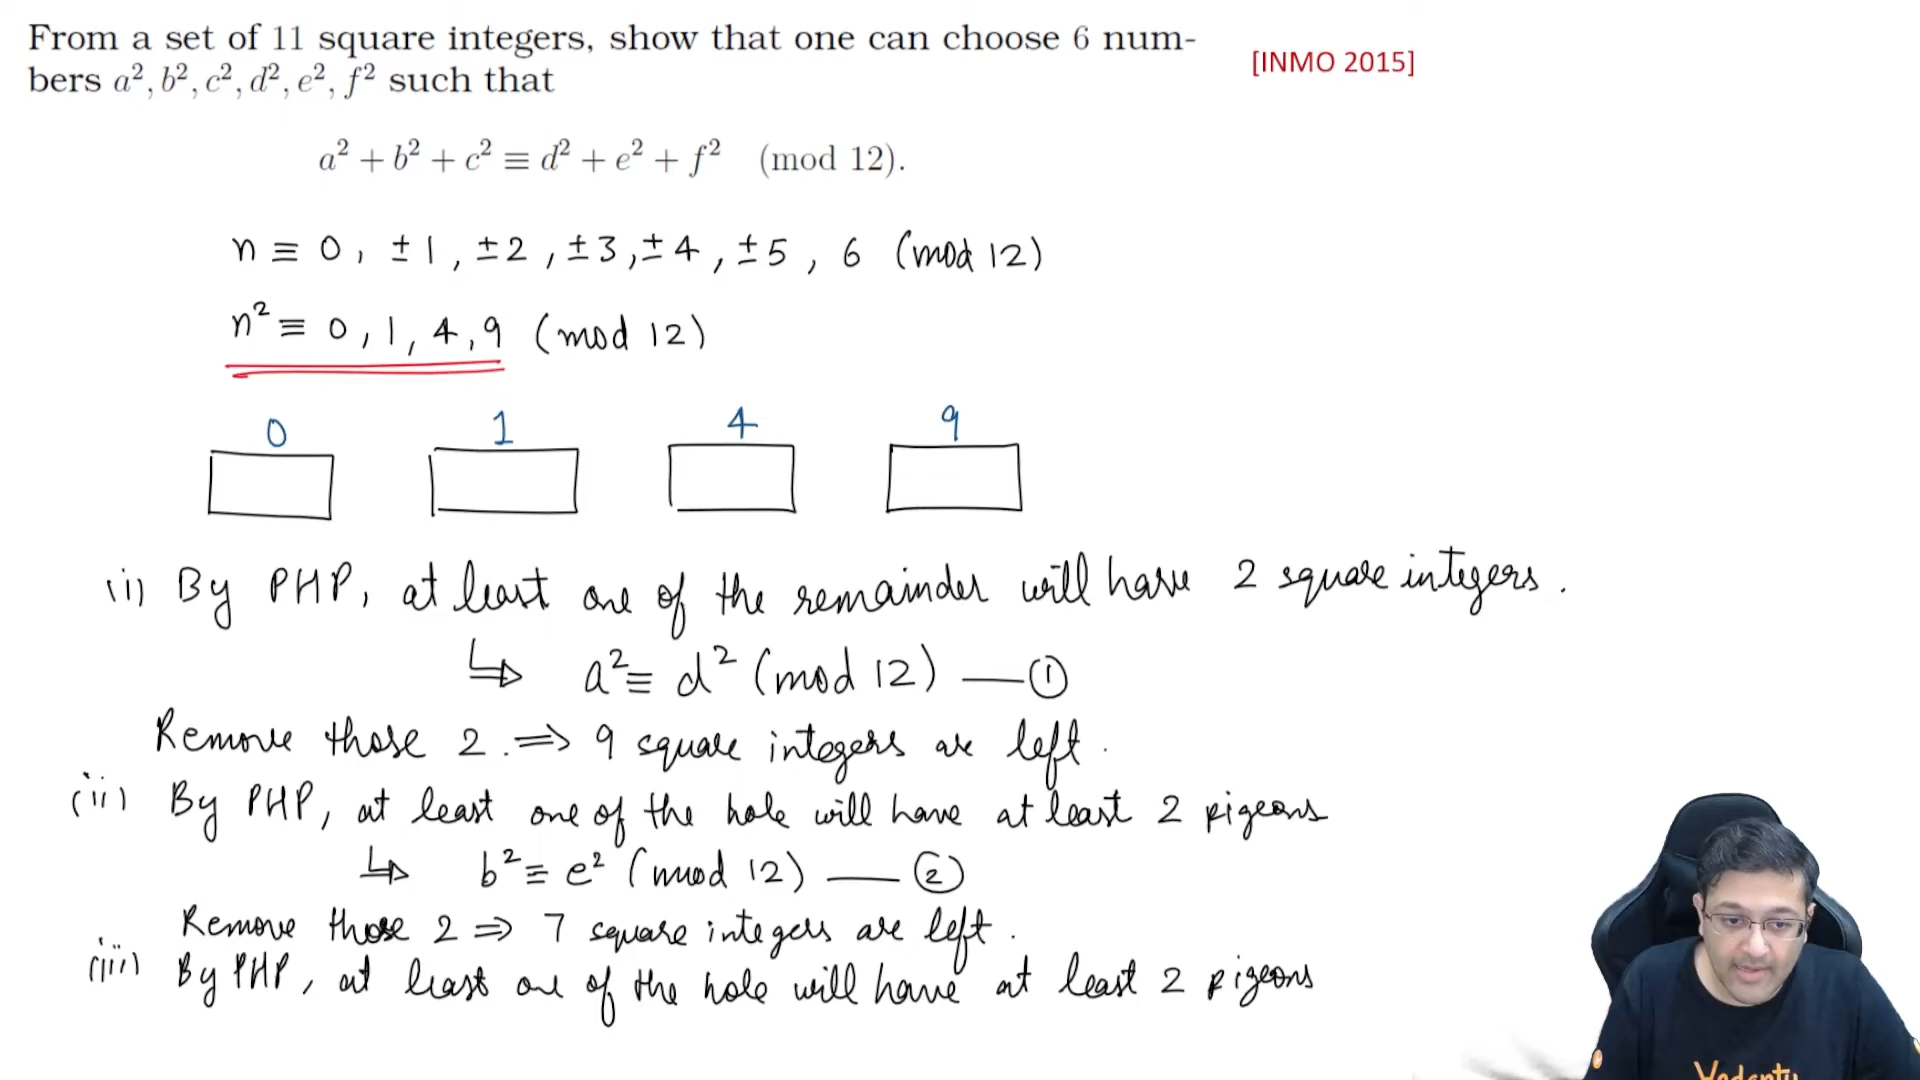 From a set of 11 square integers, show that one can choose 6 num-
bers a², b², c², d², e², f² such that
[INMO 2015]
a² + b² + c² ≡ d² + e² + f² (mod 12).
n ≡ 0, ±1, ±2, ±3, ±4, ±5, 6 (mod 12)
n² ≡ 0, 1, 4, 9 (mod 12)
0 1 4 9
(i) By PHP, at least one of the remainder will have 2 square integers.
↳ a² ≡ d² (mod 12) —①
Remove those 2. ⇒ 9 square integers are left.
(ii) By PHP, at least one of the hole will have at least 2 pigeons
↳ b² ≡ e² (mod 12) —②
Remove those 2 ⇒ 7 square integers are left.
(iii) By PHP, at least one of the hole will have at least 2 pigeons